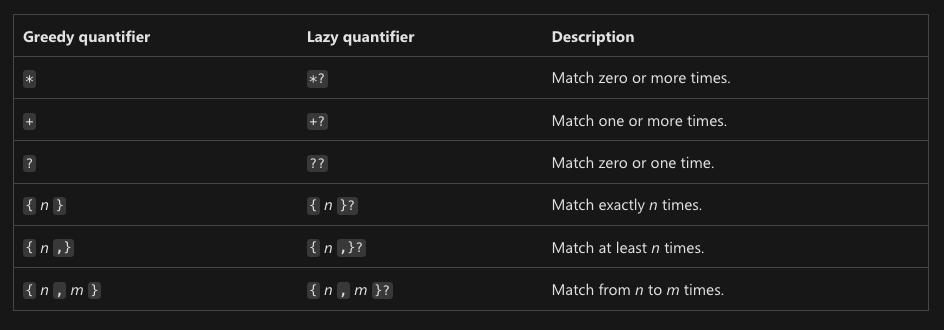 Greedy quantifier Lazy quantifier Description
* *? Match zero or more times.
+ +? Match one or more times.
? ?? Match zero or one time.
{ n } { n }? Match exactly n times.
{ n ,} { n ,}? Match at least n times.
{ n , m } { n , m }? Match from n to m times.